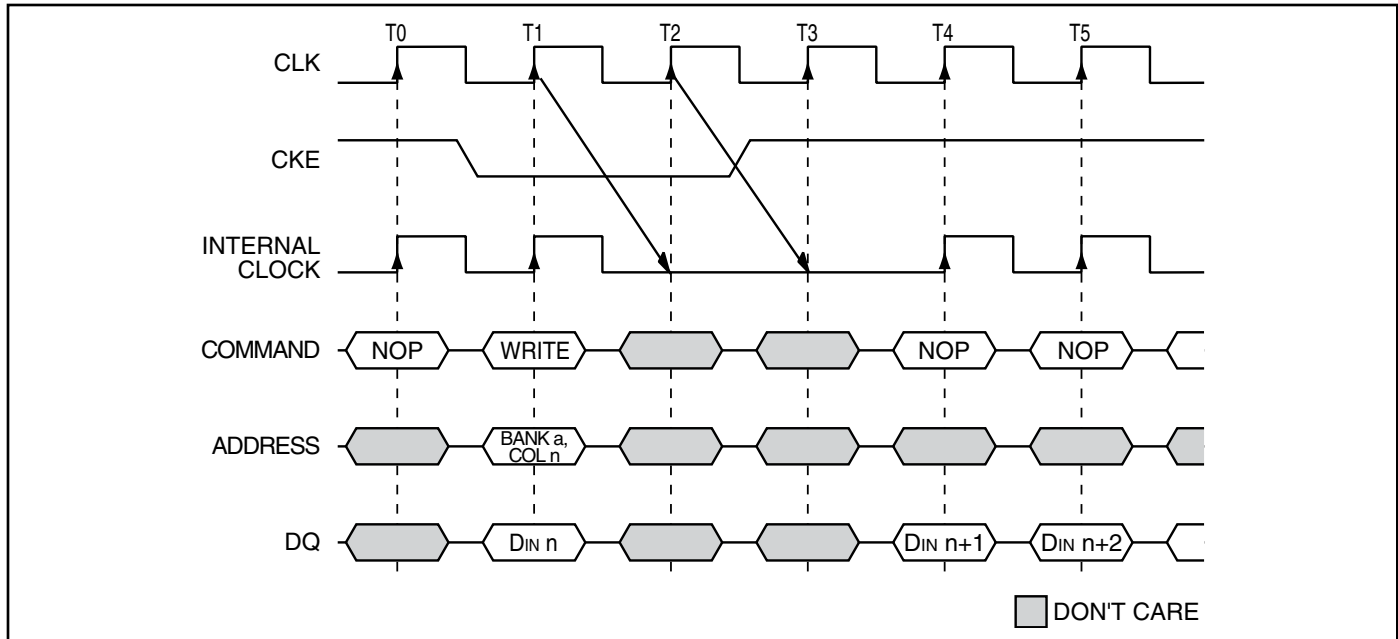 T0 T1 T2 T3 T4 T5
CLK
CKE
INTERNAL
CLOCK
COMMAND NOP WRITE NOP NOP
ADDRESS BANK a,
COL n
DQ DIN n DIN n+1 DIN n+2
DON'T CARE